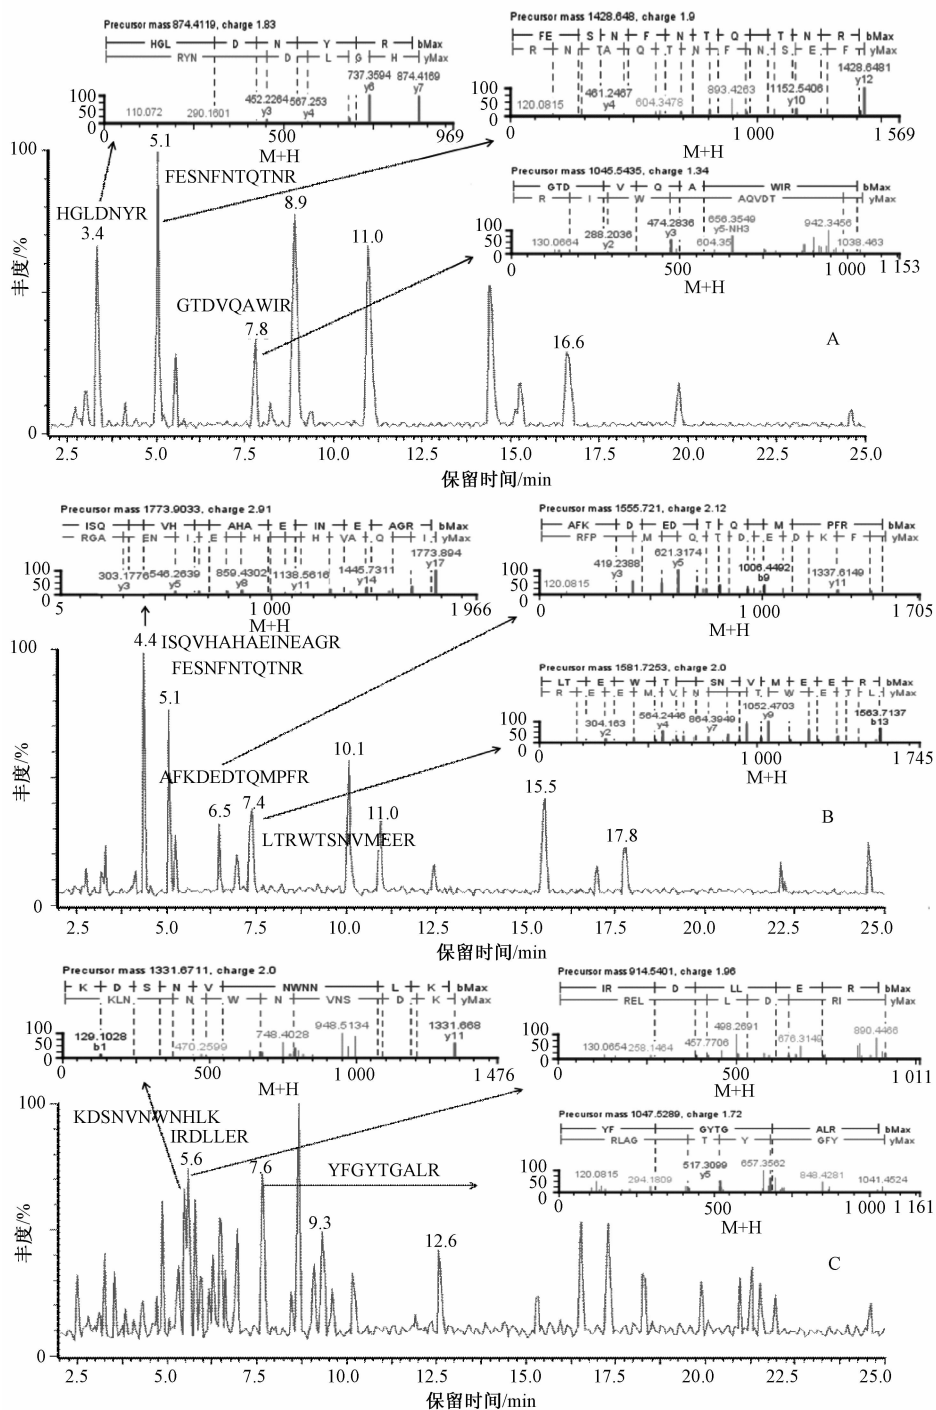 Precursor mass 874.4119, charge 1.83
HGL D N Y R bMax
RYN D L G H yMax
737.3594 874.4169
y6 y7
452.2264 567.253
y3 y4
110.072 290.1601
100
50
0
0 500 969
M+H
Precursor mass 1428.648, charge 1.9
FE S N F N T Q T N R bMax
R N T A Q T N F N S E F yMax
1428.6481
y12
461.2467 893.4263 1152.5406
y4 y10
120.0815 604.3478
100
50
0
0 1 000 1 569
M+H
Precursor mass 1045.5435, charge 1.34
GTD V Q A WIR bMax
R I W AQVDT yMax
474.2836 656.3549 942.3456
y3 y5-NH3
288.2036
y2
130.0664 604.35 1038.463
100
50
0
0 500 1 000 1 153
M+H
100
5.1
FESNFNTQTNR
HGLDNYR
3.4
8.9
11.0
GTDVQAWIR
7.8
16.6
A
丰度/%
0
2.5 5.0 7.5 10.0 12.5 15.0 17.5 20.0 22.5 25.0
保留时间/min
Precursor mass 1773.9033, charge 2.91
ISQ VH AHA E IN E AGR bMax
RGA EN I E H H VA Q I yMax
1773.894
y17
303.1776 546.2639 859.4302 1138.5616 1445.7311
y3 y5 y8 y11 y14
100
50
0
5 1 000 1 966
M+H
Precursor mass 1555.721, charge 2.12
AFK D ED T Q M PFR bMax
RFP M Q T D E D K F yMax
621.3174
y5
419.2388 1006.4492
y3 b9
120.0815 1337.6149
y11
100
50
0
0 1 000 1 705
M+H
Precursor mass 1581.7253, charge 2.0
LT E W T SN V M E E R bMax
R E E M V N T W E T L yMax
1052.4703
y9
304.163 564.2446 864.3949 1563.7137
y2 y4 y7 b13
100
50
0
0 1 000 1 745
M+H
100
4.4 ISQVHAHAEINEAGR
FESNFNTQTNR
5.1
AFKDEDTQMPFR
6.5 7.4
10.1
11.0
LTRWTSNVMEER
15.5
17.8
B
丰度/%
0
2.5 5.0 7.5 10.0 12.5 15.0 17.5 20.0 22.5 25.0
保留时间/min
Precursor mass 1331.6711, charge 2.0
K D S N V NWNN L K bMax
KLN N W N VNS D K yMax
129.1028 948.5134 1331.668
b1 y11
470.2599 748.4028
100
50
0
0 500 1 000 1 476
M+H
Precursor mass 914.5401, charge 1.96
IR D LL E R bMax
REL L D RI yMax
498.2691 890.4466
130.0654 258.1464 457.7706 676.3149
100
50
0
0 500 1 011
M+H
Precursor mass 1047.5289, charge 1.72
YF GYTG ALR bMax
RLAG T Y GFY yMax
517.3099 657.3562
y5
120.0815 294.1809 848.4281 1041.4524
100
50
0
0 500 1 000 1 161
M+H
100
KDSNVNWNHLK
IRDLLER
5.6
7.6
YFGYTGALR
9.3
12.6
C
丰度/%
0
2.5 5.0 7.5 10.0 12.5 15.0 17.5 20.0 22.5 25.0
保留时间/min